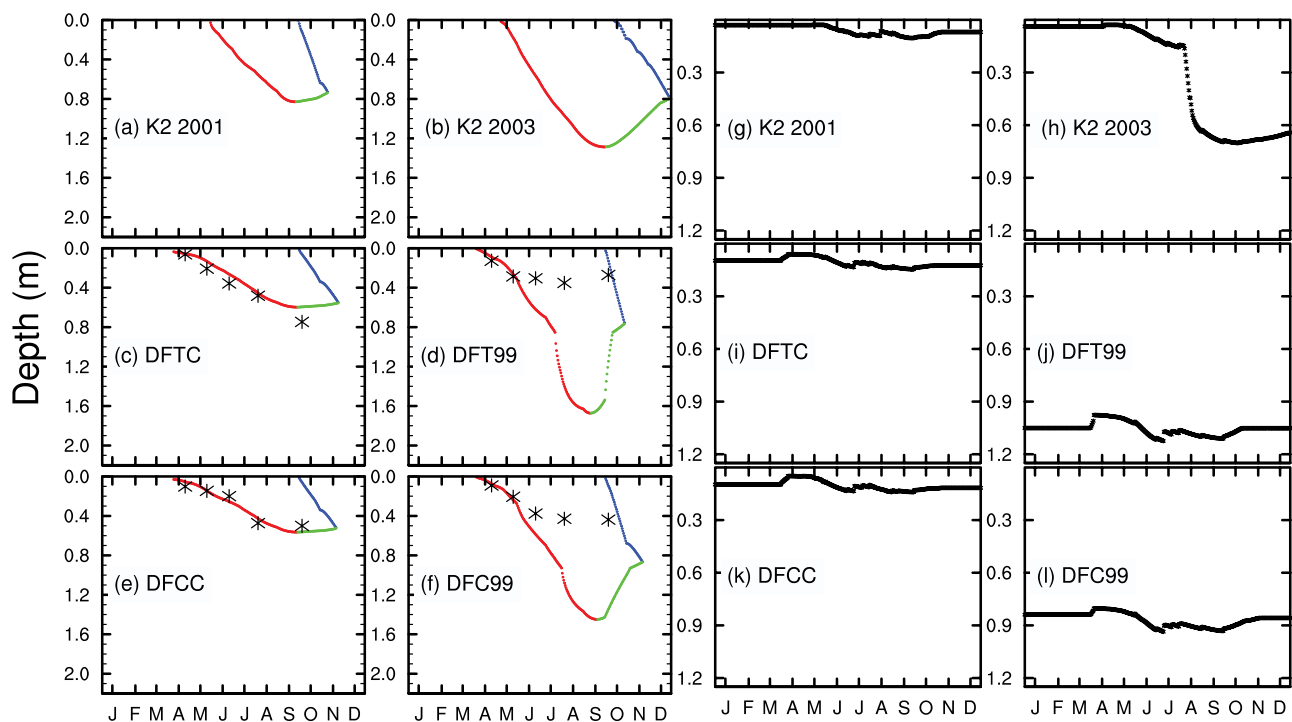 Depth (m)
0.0 0.4 0.8 1.2 1.6 2.0
(a) K2 2001
0.0 0.4 0.8 1.2 1.6 2.0
(b) K2 2003
0.3 0.6 0.9 1.2
(g) K2 2001
0.3 0.6 0.9 1.2
(h) K2 2003
0.0 0.4 0.8 1.2 1.6 2.0
(c) DFTC
0.0 0.4 0.8 1.2 1.6 2.0
(d) DFT99
0.3 0.6 0.9 1.2
(i) DFTC
0.3 0.6 0.9 1.2
(j) DFT99
0.0 0.4 0.8 1.2 1.6 2.0
(e) DFCC
0.0 0.4 0.8 1.2 1.6 2.0
(f) DFC99
0.3 0.6 0.9 1.2
(k) DFCC
0.3 0.6 0.9 1.2
(l) DFC99
J F M A M J J A S O N D
J F M A M J J A S O N D
J F M A M J J A S O N D
J F M A M J J A S O N D